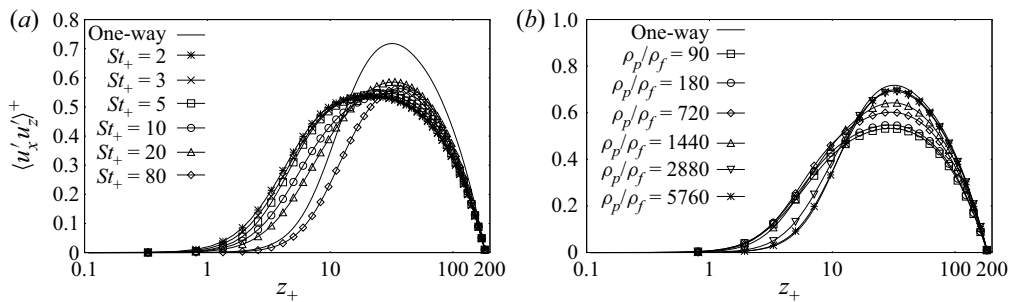 (a)
0.8
0.7
0.6
0.5
0.4
0.3
0.2
0.1
0
⟨u′ₓu′_z⟩⁺
One-way
St₊ = 2
St₊ = 3
St₊ = 5
St₊ = 10
St₊ = 20
St₊ = 80
0.1 1 10 100 200
z₊
(b)
1.0
0.8
0.6
0.4
0.2
0
One-way
ρ_p/ρ_f = 90
ρ_p/ρ_f = 180
ρ_p/ρ_f = 720
ρ_p/ρ_f = 1440
ρ_p/ρ_f = 2880
ρ_p/ρ_f = 5760
0.1 1 10 100 200
z₊